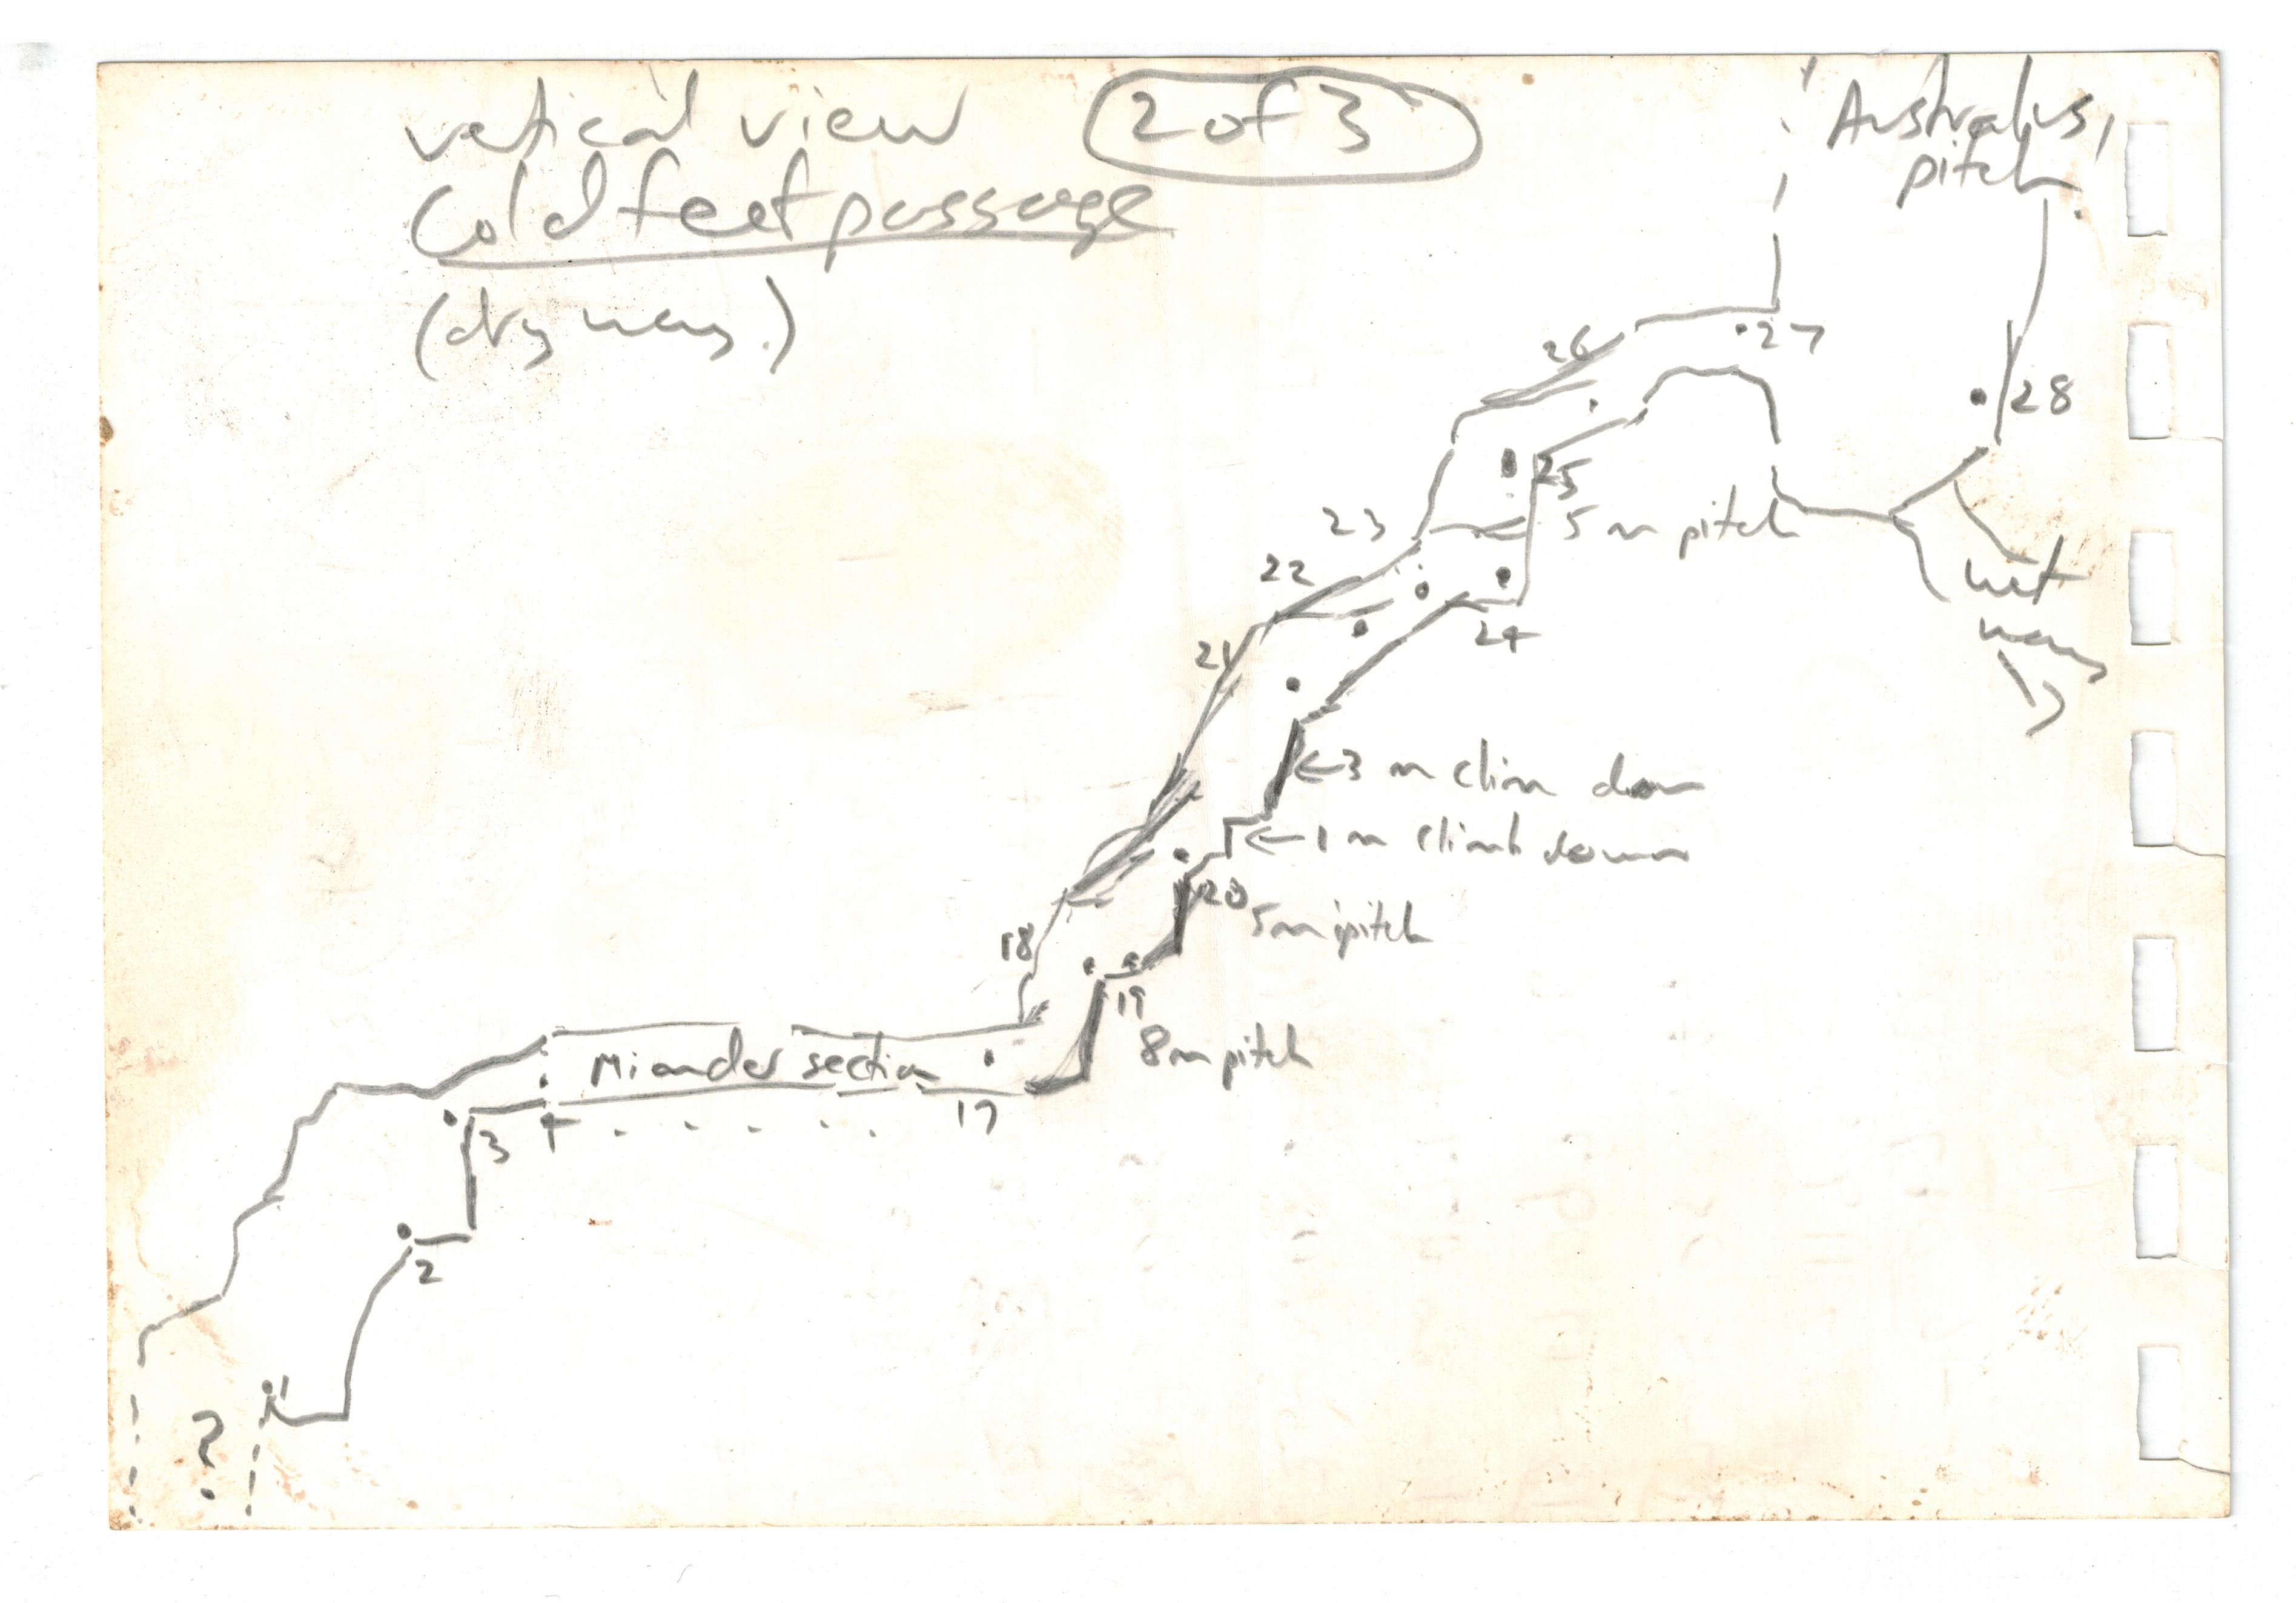 vertical view
2 of 3
Cold feet passage
(dry way.)
Australus,
pitch
26
27
28
25
5 m pitch
23
22
24
wet
way
21
3 m clim down
1 m climb down
20
5m pitch
18
19
8m pitch
Miander section
17
4
3
2
1
?